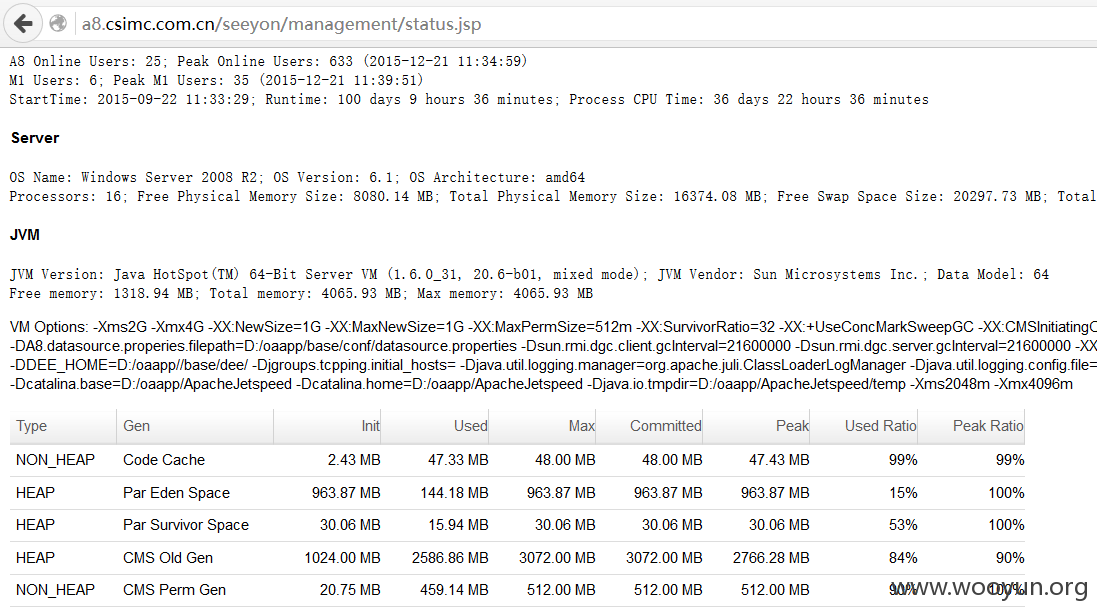 a8.csimc.com.cn/seeyon/management/status.jsp
A8 Online Users: 25; Peak Online Users: 633 (2015-12-21 11:34:59)
M1 Users: 6; Peak M1 Users: 35 (2015-12-21 11:39:51)
StartTime: 2015-09-22 11:33:29; Runtime: 100 days 9 hours 36 minutes; Process CPU Time: 36 days 22 hours 36 minutes
Server
OS Name: Windows Server 2008 R2; OS Version: 6.1; OS Architecture: amd64
Processors: 16; Free Physical Memory Size: 8080.14 MB; Total Physical Memory Size: 16374.08 MB; Free Swap Space Size: 20297.73 MB; Total
JVM
JVM Version: Java HotSpot(TM) 64-Bit Server VM (1.6.0_31, 20.6-b01, mixed mode); JVM Vendor: Sun Microsystems Inc.; Data Model: 64
Free memory: 1318.94 MB; Total memory: 4065.93 MB; Max memory: 4065.93 MB
VM Options: -Xms2G -Xmx4G -XX:NewSize=1G -XX:MaxNewSize=1G -XX:MaxPermSize=512m -XX:SurvivorRatio=32 -XX:+UseConcMarkSweepGC -XX:CMSInitiatingO
-DA8.datasource.properies.filepath=D:/oaapp/base/conf/datasource.properties -Dsun.rmi.dgc.client.gcInterval=21600000 -Dsun.rmi.dgc.server.gcInterval=21600000 -XX
-DDEE_HOME=D:/oaapp//base/dee/ -Djgroups.tcpping.initial_hosts= -Djava.util.logging.manager=org.apache.juli.ClassLoaderLogManager -Djava.util.logging.config.file=
-Dcatalina.base=D:/oaapp/ApacheJetspeed -Dcatalina.home=D:/oaapp/ApacheJetspeed -Djava.io.tmpdir=D:/oaapp/ApacheJetspeed/temp -Xms2048m -Xmx4096m
Type Gen Init Used Max Committed Peak Used Ratio Peak Ratio
NON_HEAP Code Cache 2.43 MB 47.33 MB 48.00 MB 48.00 MB 47.43 MB 99% 99%
HEAP Par Eden Space 963.87 MB 144.18 MB 963.87 MB 963.87 MB 963.87 MB 15% 100%
HEAP Par Survivor Space 30.06 MB 15.94 MB 30.06 MB 30.06 MB 30.06 MB 53% 100%
HEAP CMS Old Gen 1024.00 MB 2586.86 MB 3072.00 MB 3072.00 MB 2766.28 MB 84% 90%
NON_HEAP CMS Perm Gen 20.75 MB 459.14 MB 512.00 MB 512.00 MB 512.00 MB 90% 100%
www.wooyun.org